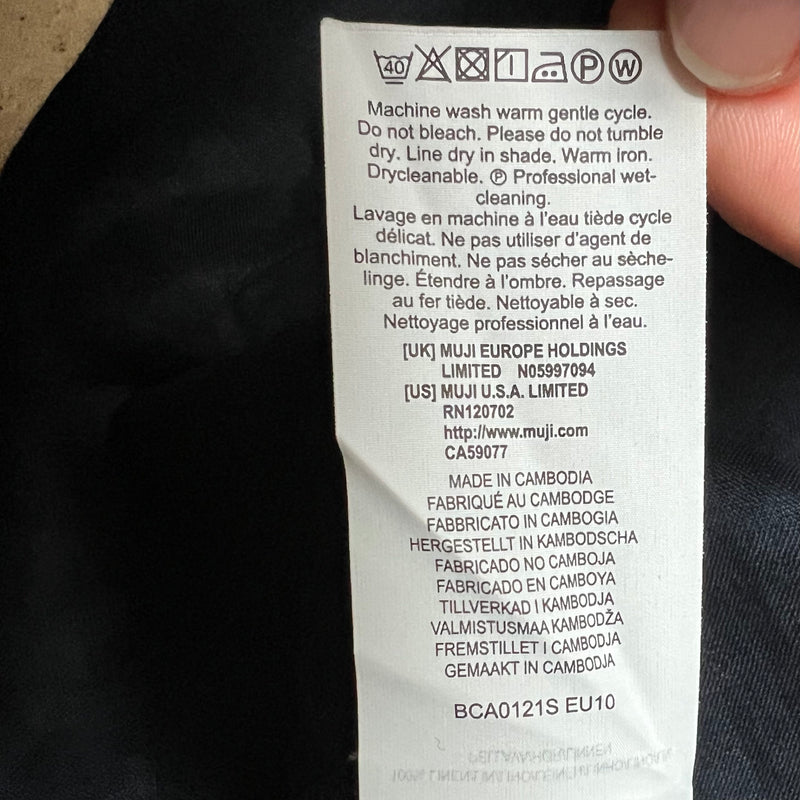 40 P W
Machine wash warm gentle cycle.
Do not bleach. Please do not tumble
dry. Line dry in shade. Warm iron.
Drycleanable. Ⓟ Professional wet-
cleaning.
Lavage en machine à l'eau tiède cycle
délicat. Ne pas utiliser d'agent de
blanchiment. Ne pas sécher au sèche-
linge. Étendre à l'ombre. Repassage
au fer tiède. Nettoyable à sec.
Nettoyage professionnel à l'eau.
[UK] MUJI EUROPE HOLDINGS
LIMITED N05997094
[US] MUJI U.S.A. LIMITED
RN120702
http://www.muji.com
CA59077
MADE IN CAMBODIA
FABRIQUÉ AU CAMBODGE
FABBRICATO IN CAMBOGIA
HERGESTELLT IN KAMBODSCHA
FABRICADO NO CAMBOJA
FABRICADO EN CAMBOYA
TILLVERKAD I KAMBODJA
VALMISTUSMAA KAMBODŽA
FREMSTILLET I CAMBODJA
GEMAAKT IN CAMBODJA
BCA0121S EU10